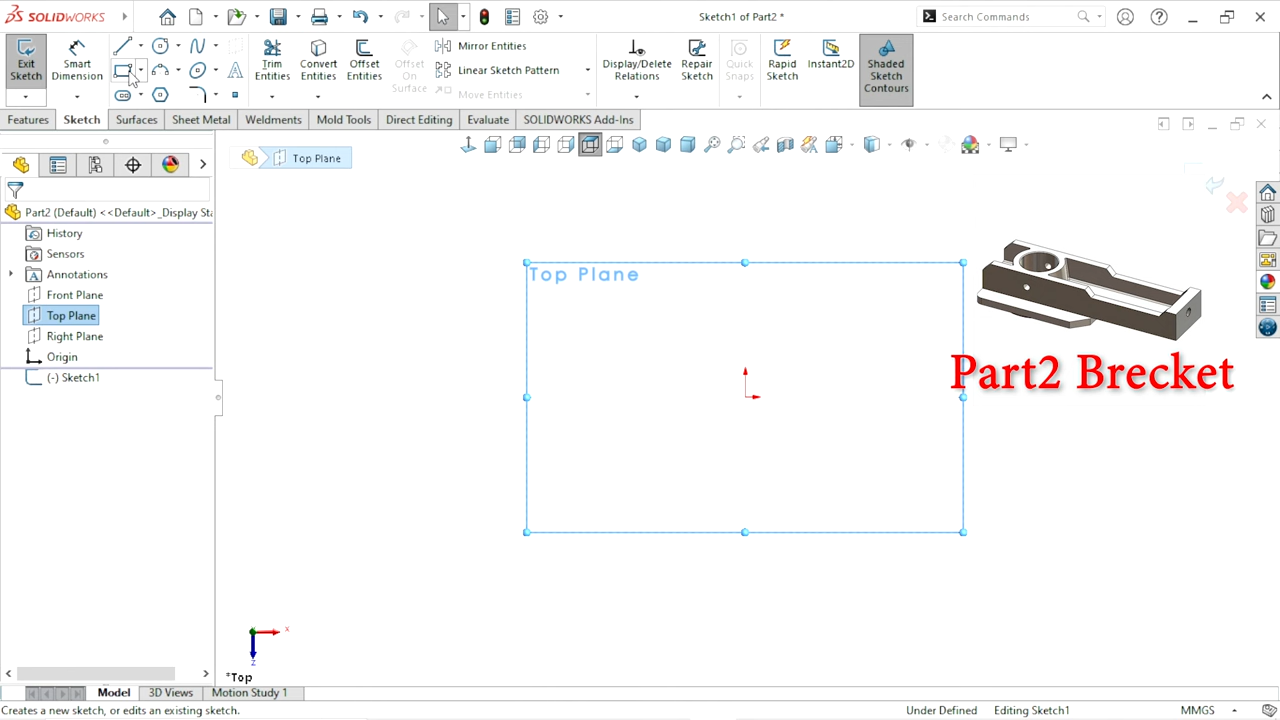 SOLIDWORKS
Sketch1 of Part2 *
Search Commands
Exit Sketch
Smart Dimension
Trim Entities
Convert Entities
Offset Entities
Offset On Surface
Mirror Entities
Linear Sketch Pattern
Move Entities
Display/Delete Relations
Repair Sketch
Quick Snaps
Rapid Sketch
Instant2D
Shaded Sketch Contours
Features
Sketch
Surfaces
Sheet Metal
Weldments
Mold Tools
Direct Editing
Evaluate
SOLIDWORKS Add-Ins
Top Plane
Part2 (Default) <<Default>_Display Sta
History
Sensors
Annotations
Front Plane
Top Plane
Right Plane
Origin
(-) Sketch1
Top Plane
Part2 Brecket
x
z
*Top
Model
3D Views
Motion Study 1
Creates a new sketch, or edits an existing sketch.
Under Defined
Editing Sketch1
MMGS